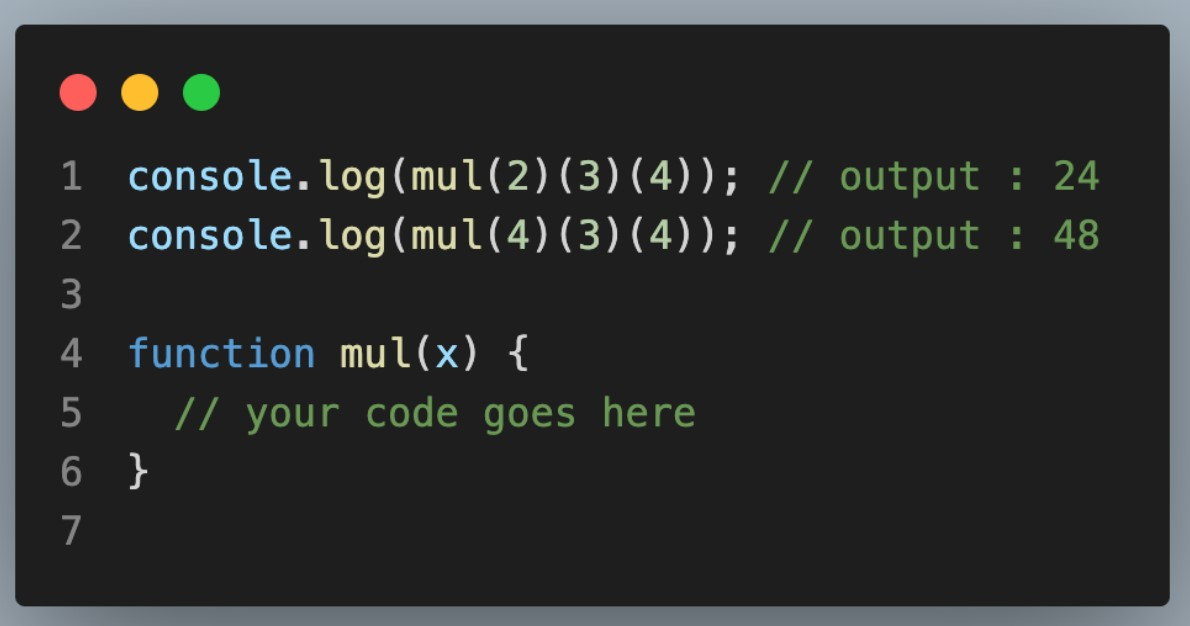 1 console.log(mul(2)(3)(4)); // output : 24
2 console.log(mul(4)(3)(4)); // output : 48
3
4 function mul(x) {
5   // your code goes here
6 }
7